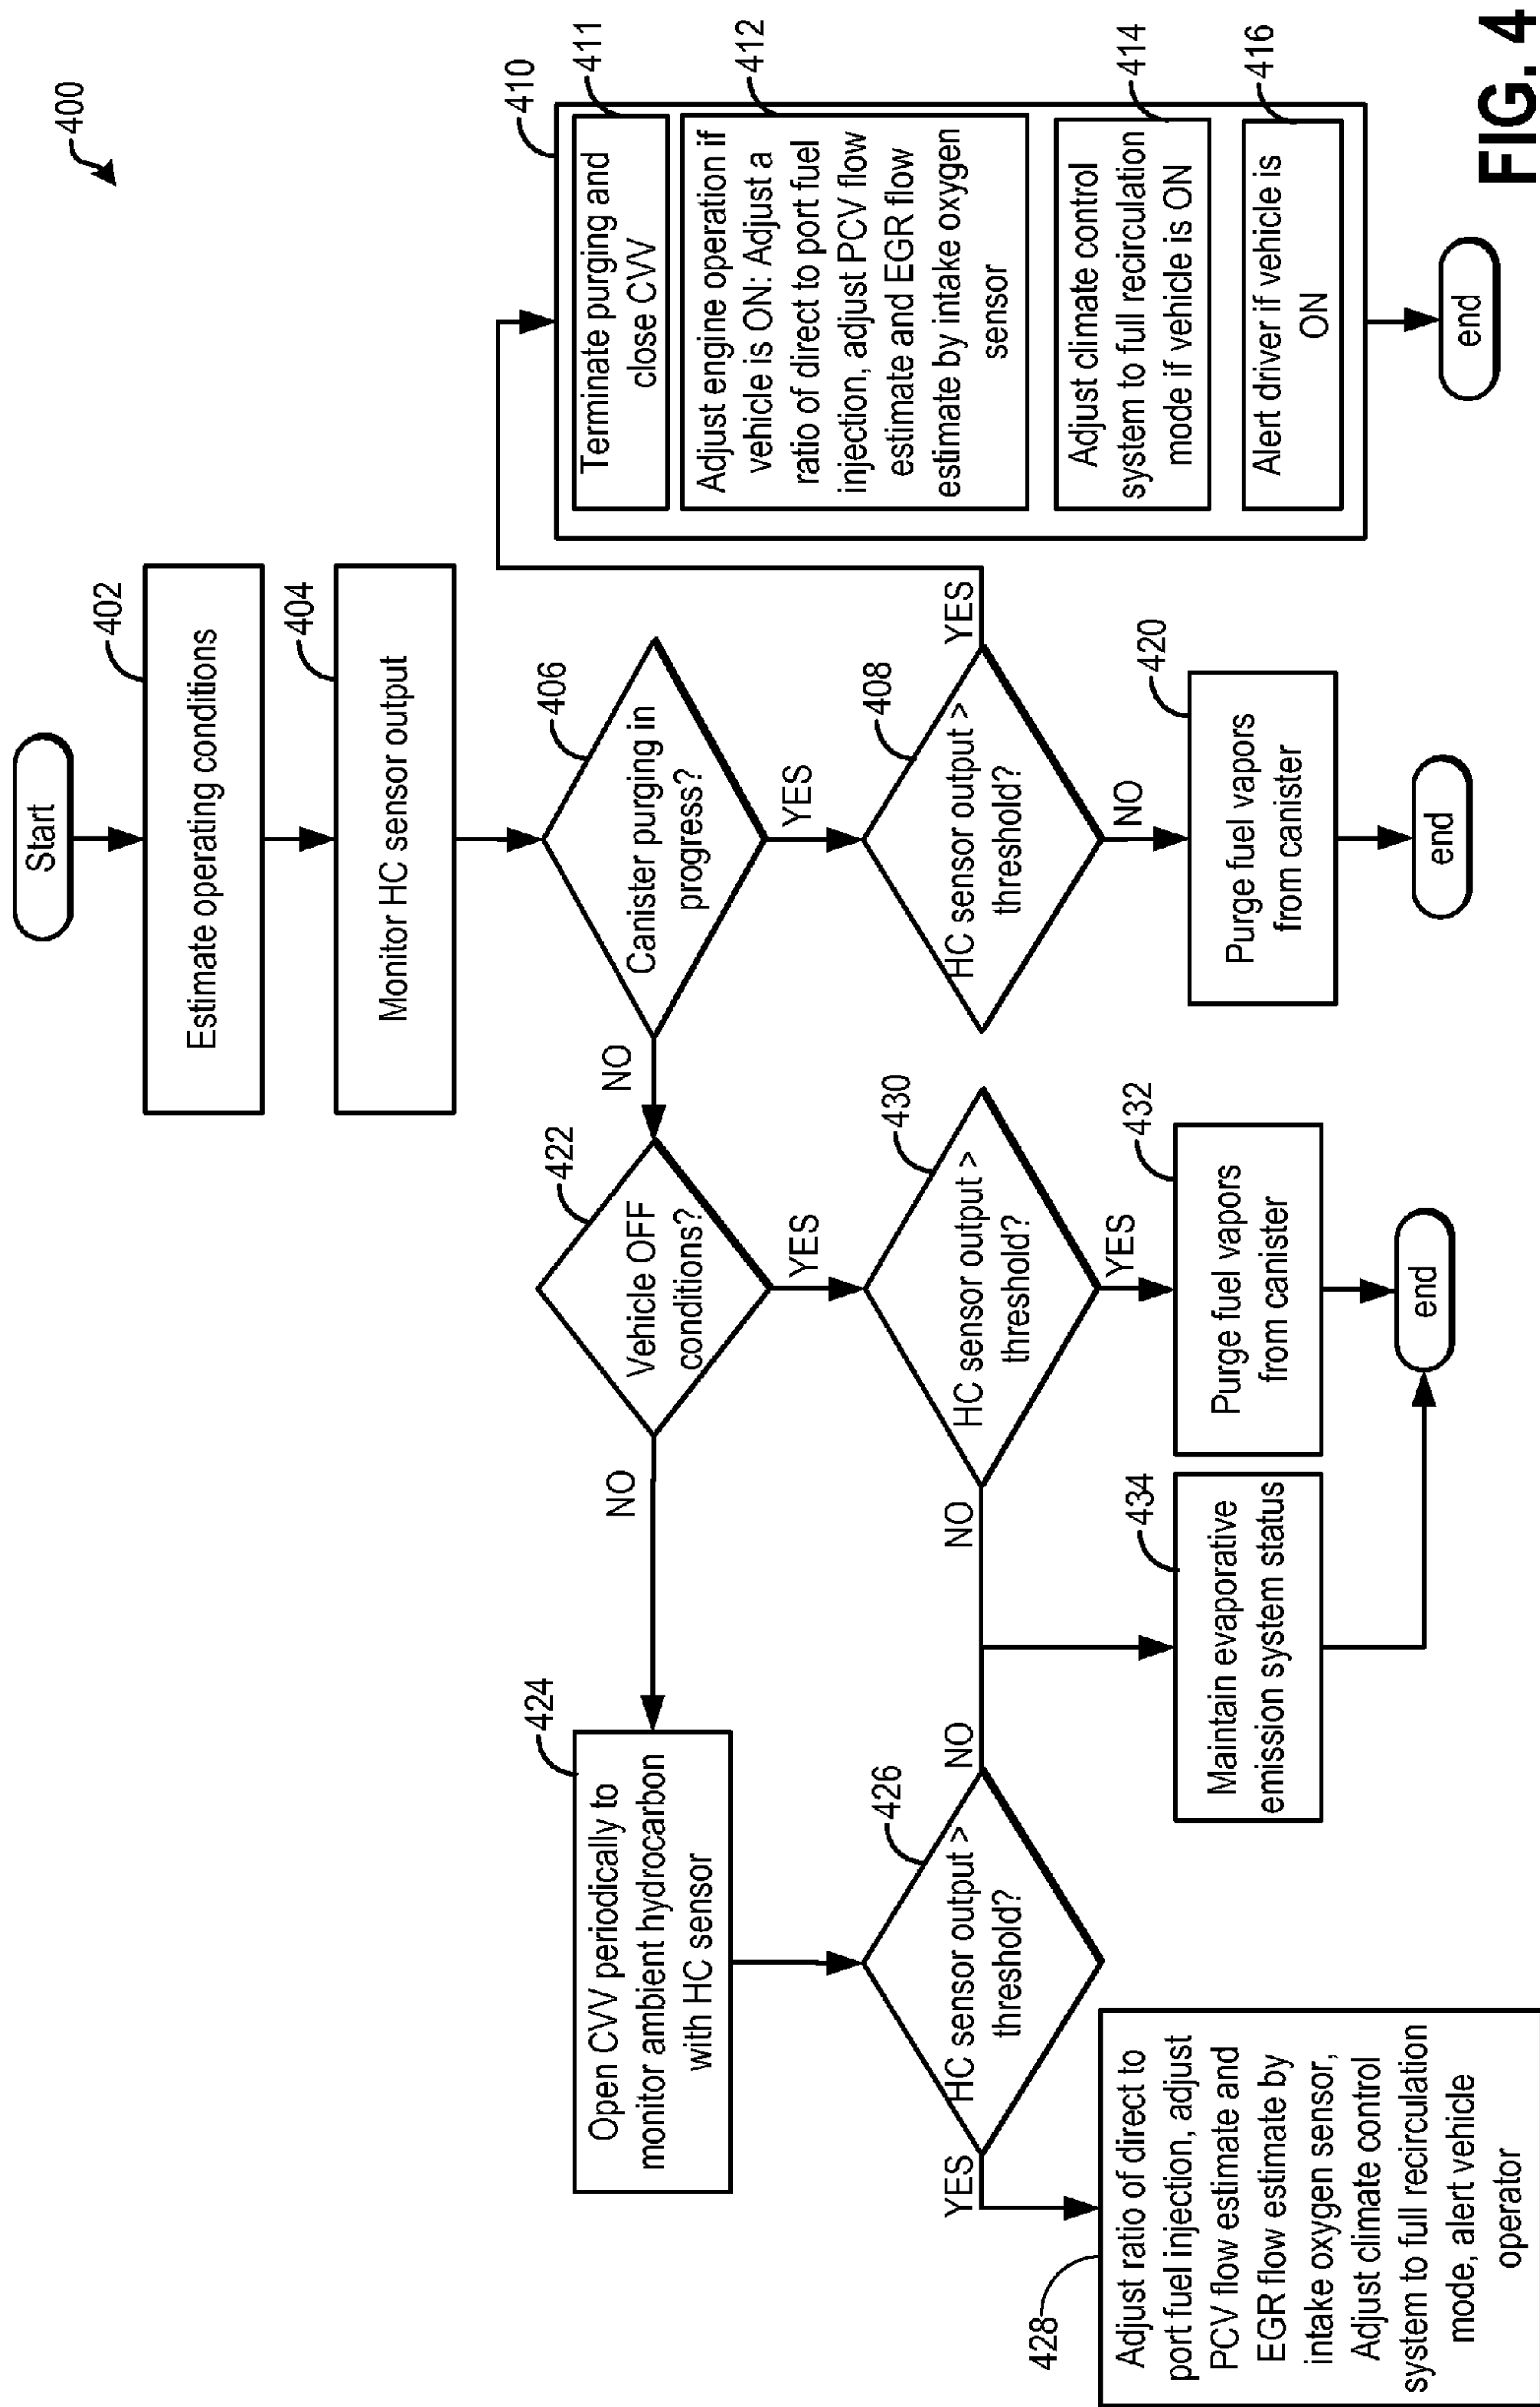 400
Start
402
Estimate operating conditions
404
Monitor HC sensor output
406
Canister purging in
progress?
NO
YES
408
HC sensor output >
threshold?
YES
NO
410
411
Terminate purging and
close CVV
412
Adjust engine operation if
vehicle is ON: Adjust a
ratio of direct to port fuel
injection, adjust PCV flow
estimate and EGR flow
estimate by intake oxygen
sensor
414
Adjust climate control
system to full recirculation
mode if vehicle is ON
416
Alert driver if vehicle is
ON
end
420
Purge fuel vapors
from canister
end
422
Vehicle OFF
conditions?
NO
YES
424
Open CVV periodically to
monitor ambient hydrocarbon
with HC sensor
426
HC sensor output >
threshold?
YES
NO
428
Adjust ratio of direct to
port fuel injection, adjust
PCV flow estimate and
EGR flow estimate by
intake oxygen sensor,
Adjust climate control
system to full recirculation
mode, alert vehicle
operator
430
HC sensor output >
threshold?
NO
YES
432
Purge fuel vapors
from canister
434
Maintain evaporative
emission system status
end
FIG. 4